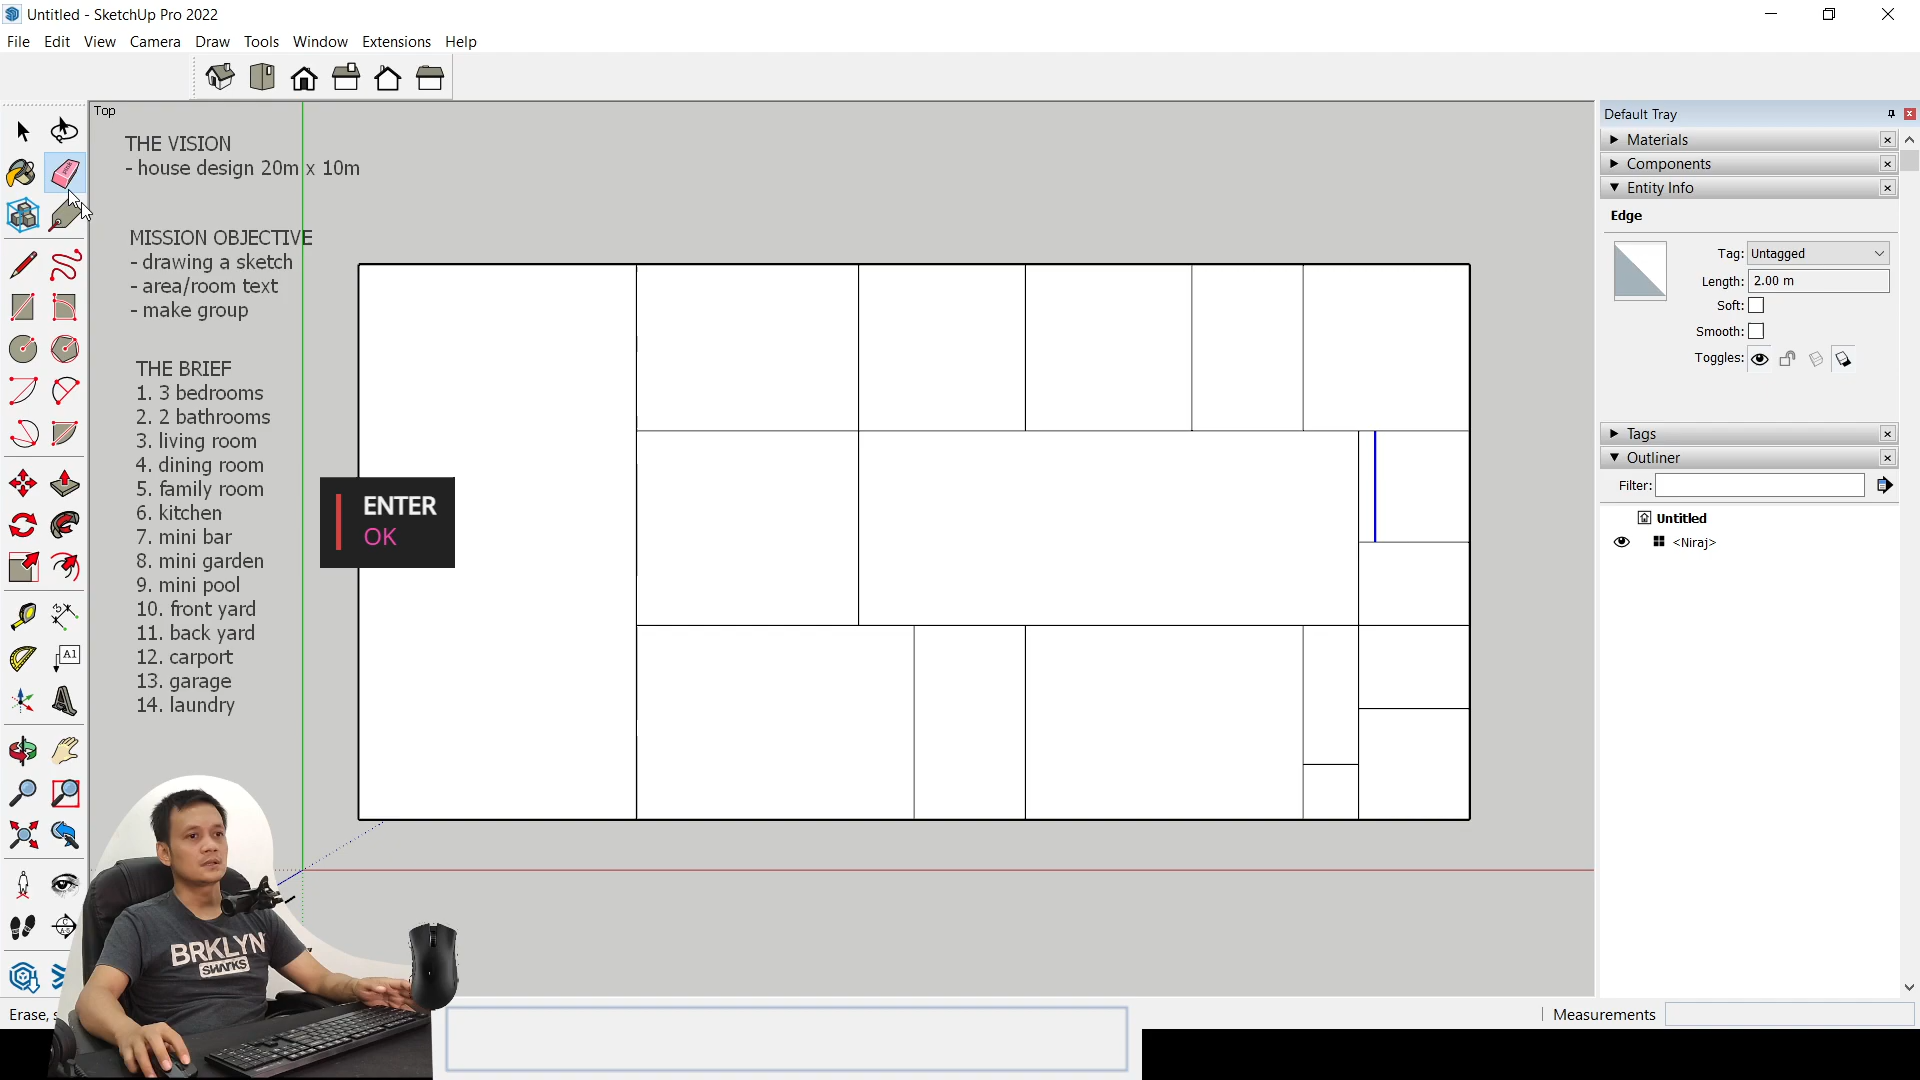 Untitled - SketchUp Pro 2022
File Edit View Camera Draw Tools Window Extensions Help
Top
THE VISION
- house design 20m x 10m
MISSION OBJECTIVE
- drawing a sketch
- area/room text
- make group
THE BRIEF
1. 3 bedrooms
2. 2 bathrooms
3. living room
4. dining room
5. family room
6. kitchen
7. mini bar
8. mini garden
9. mini pool
10. front yard
11. back yard
12. carport
13. garage
14. laundry
ENTER
OK
A1
Default Tray
Materials
Components
Entity Info
Edge
Tag: Untagged
Length: 2.00 m
Soft:
Smooth:
Toggles:
Tags
Outliner
Filter:
Untitled
<Niraj>
BRKLYN
SHARKS
Erase,
Measurements